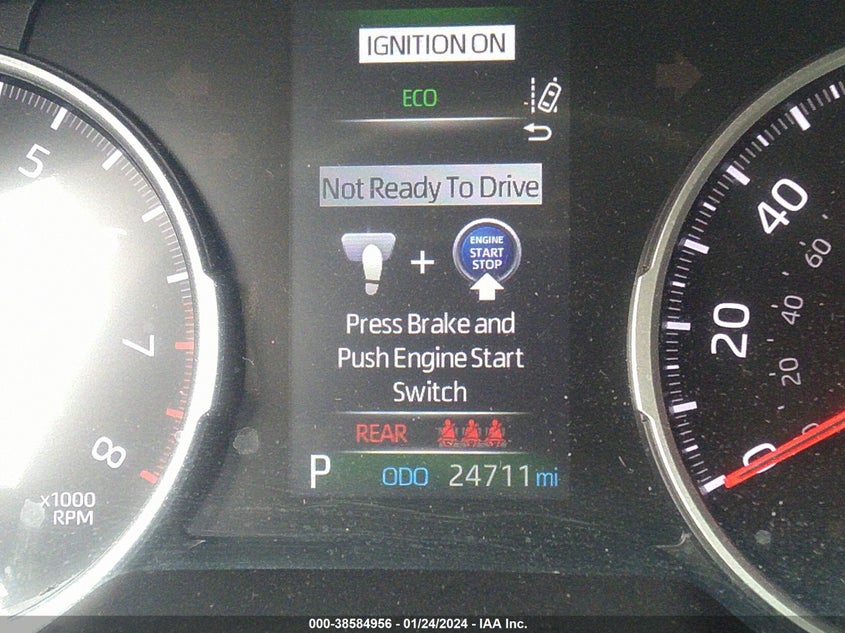 IGNITION ON
ECO
Not Ready To Drive
ENGINE
START
STOP
+
Press Brake and
Push Engine Start
Switch
REAR
P ODO 24711 mi
5
7
8
x1000
RPM
40
60
20
40
20
0
000-38584956 - 01/24/2024 - IAA Inc.